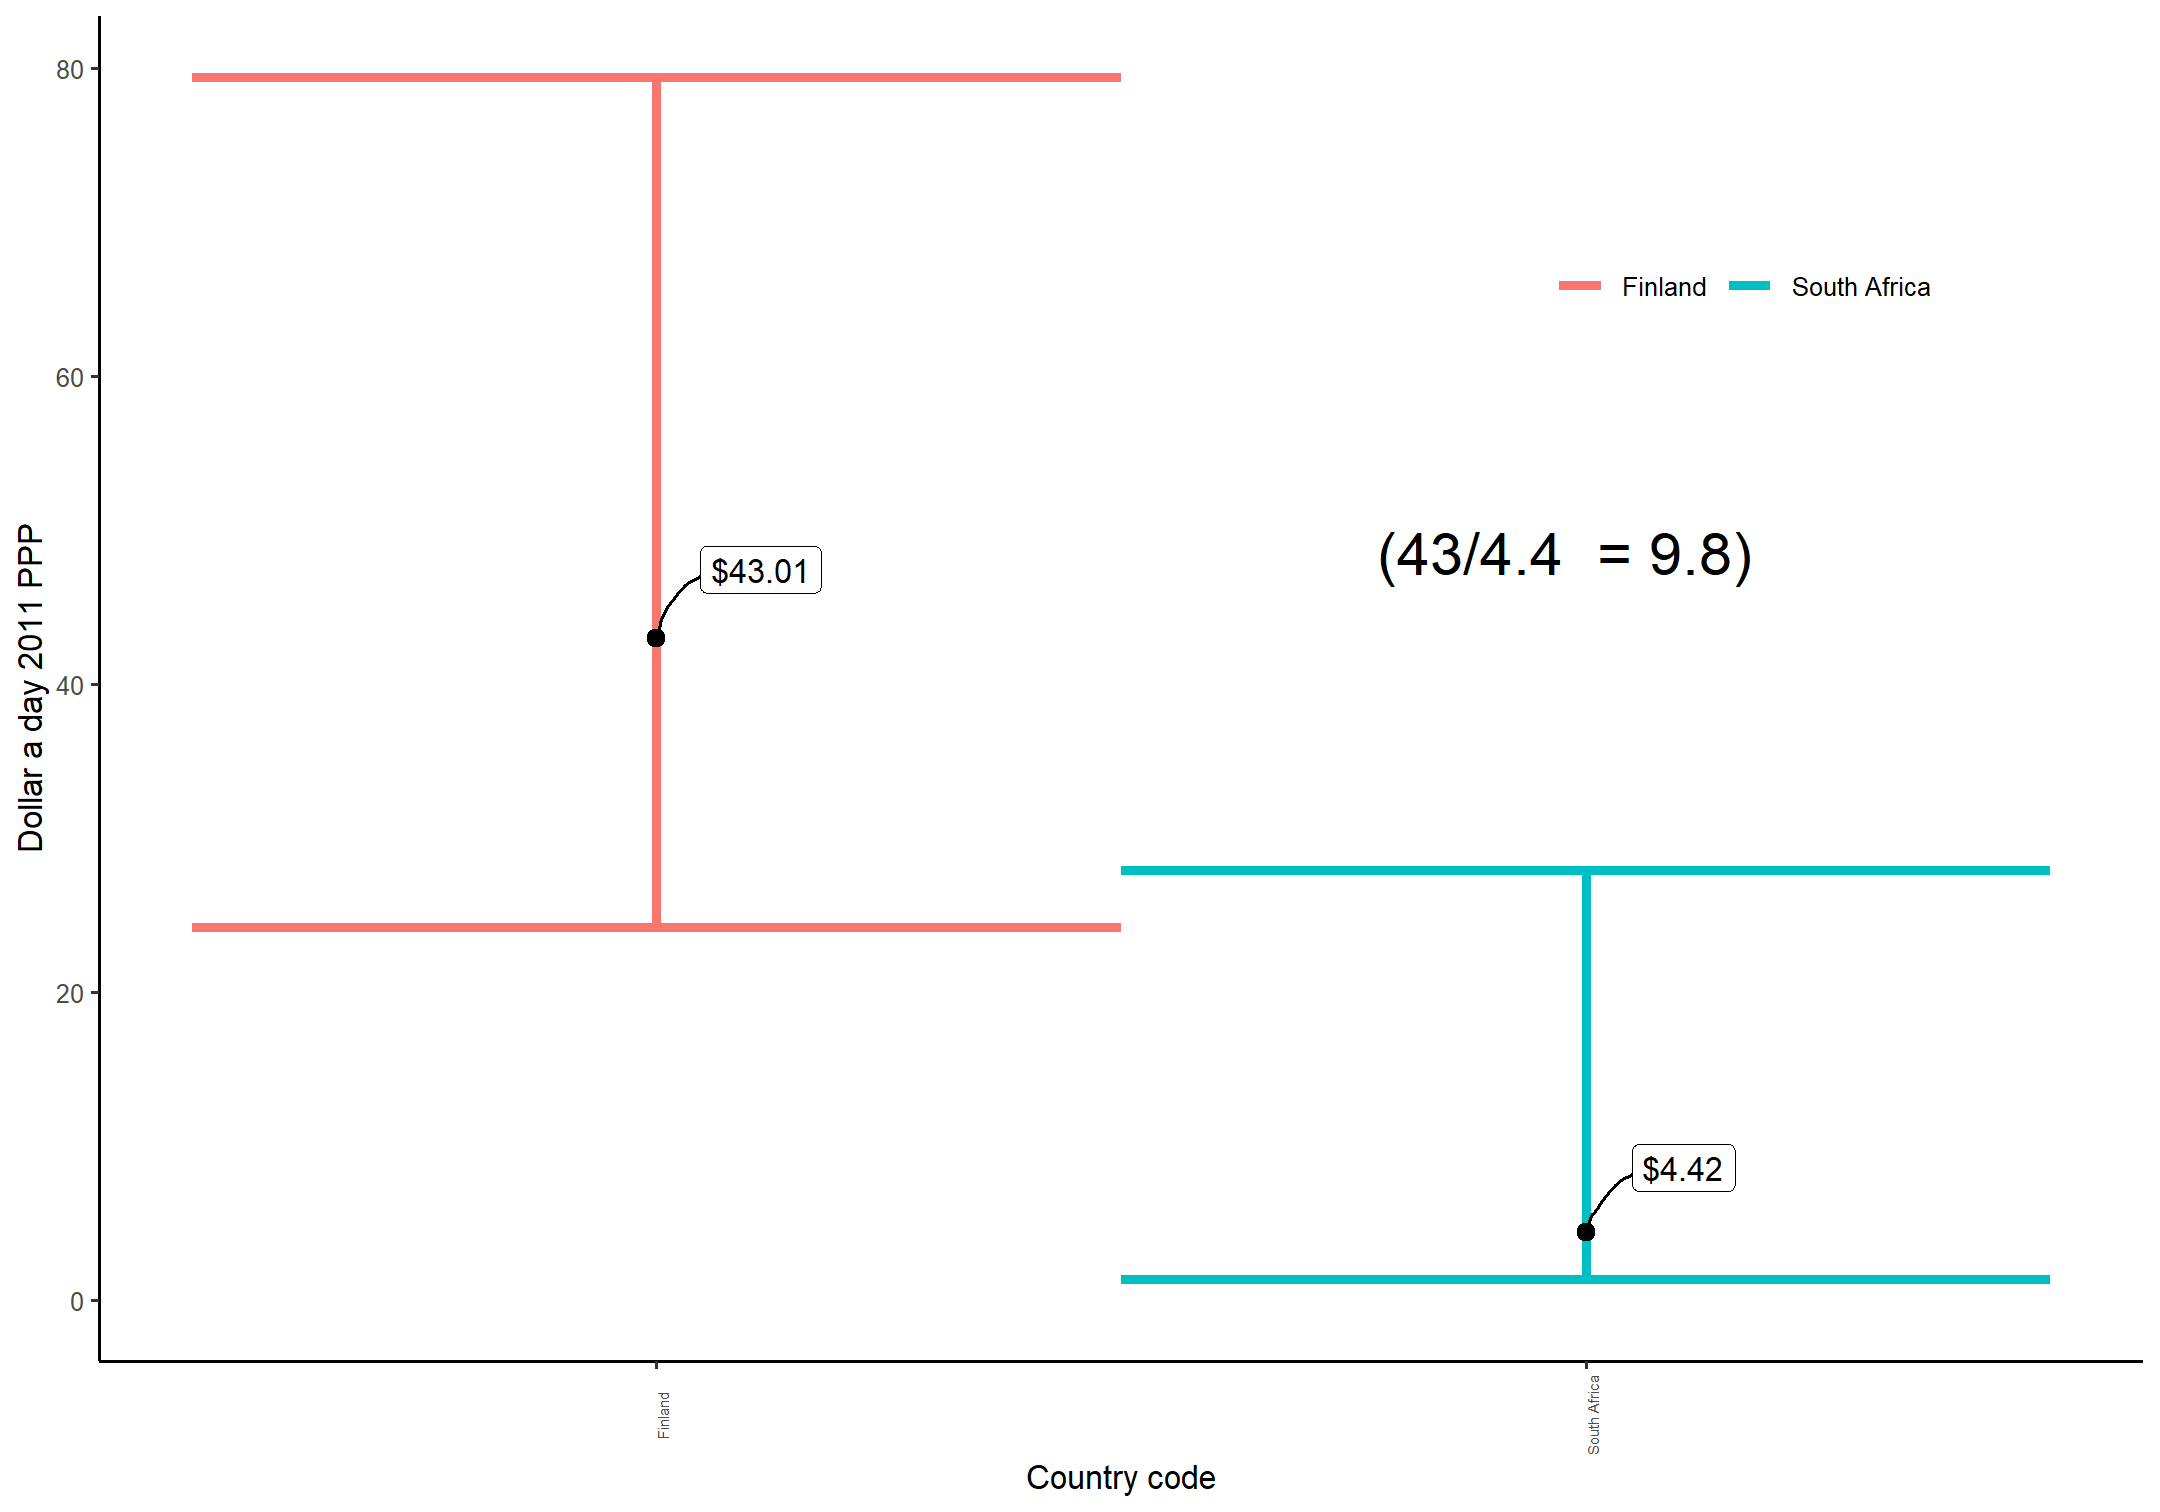 80
60
40
20
0
Dollar a day 2011 PPP
Finland
South Africa
(43/4.4  = 9.8)
$43.01
$4.42
Finland
South Africa
Country code